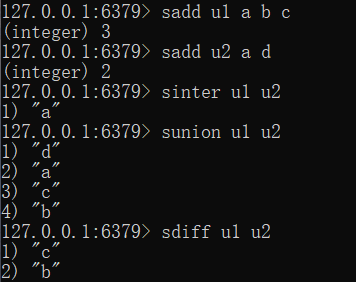 127.0.0.1:6379> sadd u1 a b c
(integer) 3
127.0.0.1:6379> sadd u2 a d
(integer) 2
127.0.0.1:6379> sinter u1 u2
1) "a"
127.0.0.1:6379> sunion u1 u2
1) "d"
2) "a"
3) "c"
4) "b"
127.0.0.1:6379> sdiff u1 u2
1) "c"
2) "b"